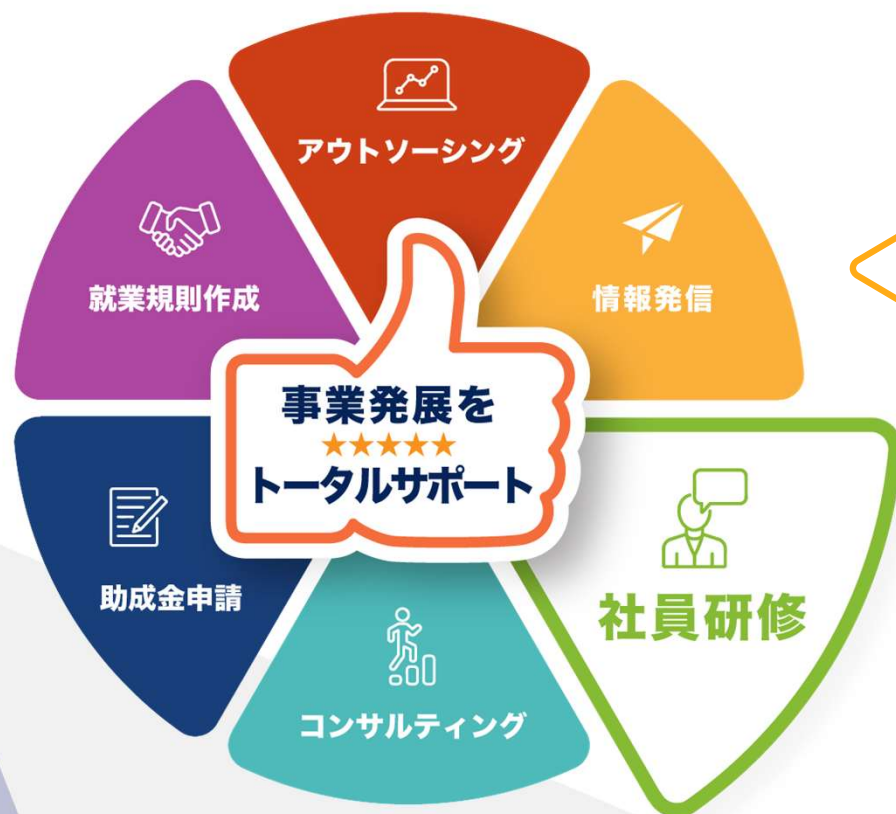 アウトソーシング
情報発信
就業規則作成
事業発展を
★★★★★
トータルサポート
社員研修
助成金申請
コンサルティング